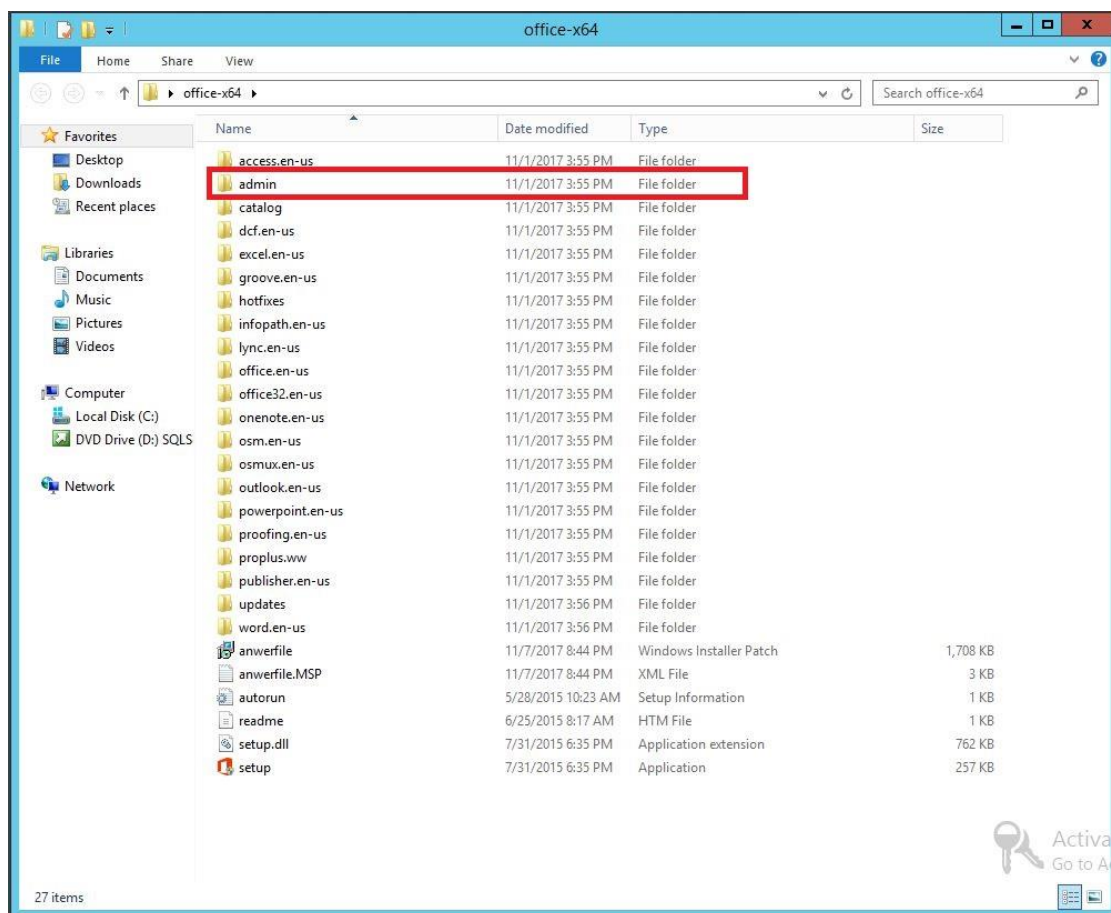 office-x64
File Home Share View
office-x64 Search office-x64
Name Date modified Type Size
Favorites
Desktop
Downloads
Recent places
Libraries
Documents
Music
Pictures
Videos
Computer
Local Disk (C:)
DVD Drive (D:) SQLS
Network
access.en-us 11/1/2017 3:55 PM File folder
admin 11/1/2017 3:55 PM File folder
catalog 11/1/2017 3:55 PM File folder
dcf.en-us 11/1/2017 3:55 PM File folder
excel.en-us 11/1/2017 3:55 PM File folder
groove.en-us 11/1/2017 3:55 PM File folder
hotfixes 11/1/2017 3:55 PM File folder
infopath.en-us 11/1/2017 3:55 PM File folder
lync.en-us 11/1/2017 3:55 PM File folder
office.en-us 11/1/2017 3:55 PM File folder
office32.en-us 11/1/2017 3:55 PM File folder
onenote.en-us 11/1/2017 3:55 PM File folder
osm.en-us 11/1/2017 3:55 PM File folder
osmux.en-us 11/1/2017 3:55 PM File folder
outlook.en-us 11/1/2017 3:55 PM File folder
powerpoint.en-us 11/1/2017 3:55 PM File folder
proofing.en-us 11/1/2017 3:55 PM File folder
proplus.ww 11/1/2017 3:55 PM File folder
publisher.en-us 11/1/2017 3:55 PM File folder
updates 11/1/2017 3:56 PM File folder
word.en-us 11/1/2017 3:56 PM File folder
anwerfile 11/7/2017 8:44 PM Windows Installer Patch 1,708 KB
anwerfile.MSP 11/7/2017 8:44 PM XML File 3 KB
autorun 5/28/2015 10:23 AM Setup Information 1 KB
readme 6/25/2015 8:17 AM HTM File 1 KB
setup.dll 7/31/2015 6:35 PM Application extension 762 KB
setup 7/31/2015 6:35 PM Application 257 KB
Activa
Go to A
27 items